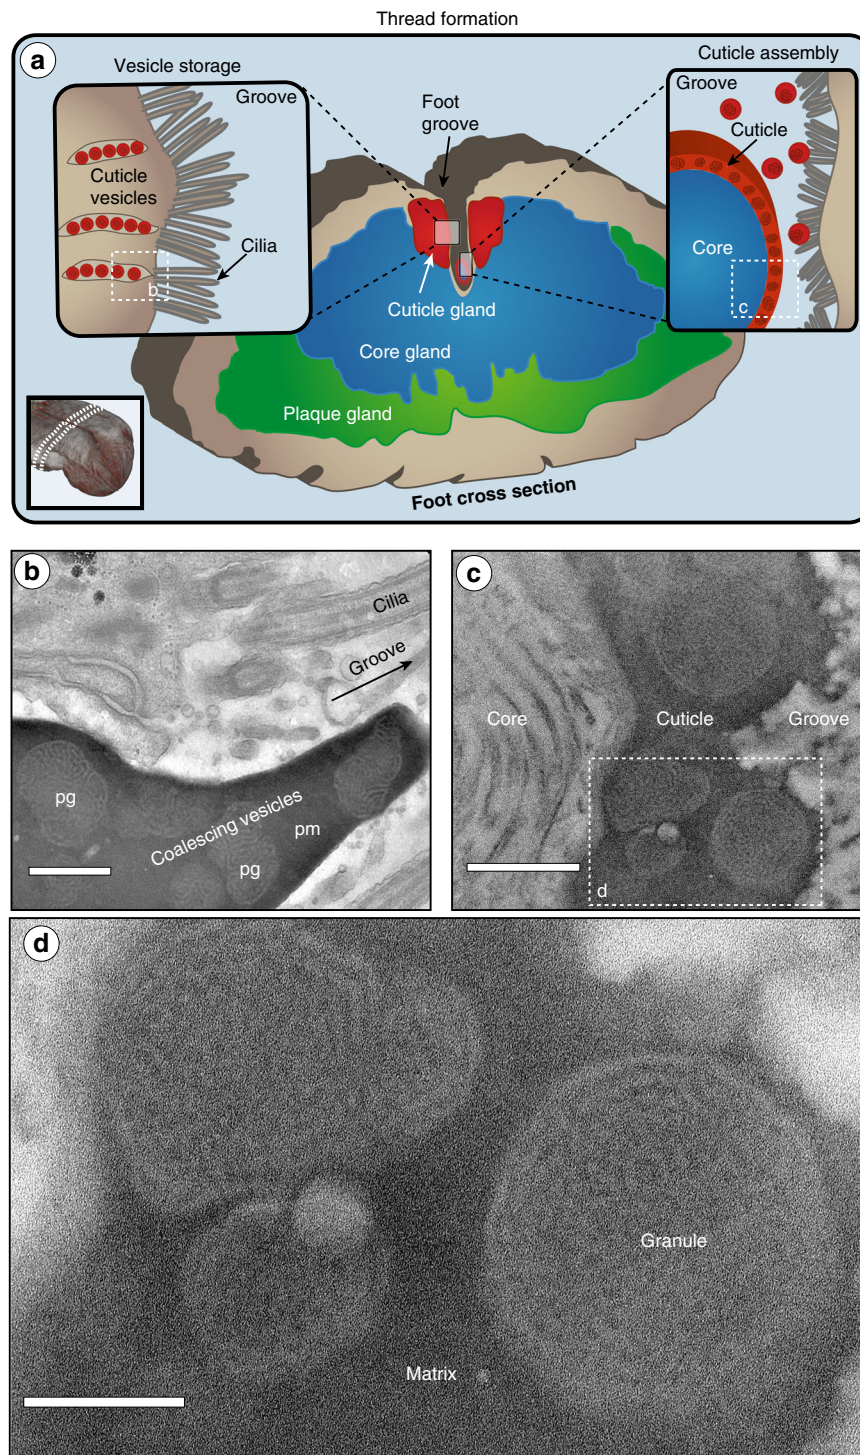 Thread formation
a
Vesicle storage
Groove
Cuticle
vesicles
Cilia
b
Foot
groove
Cuticle assembly
Groove
Cuticle
Core
c
Cuticle gland
Core gland
Plaque gland
Foot cross section
b
Cilia
Groove
pg
Coalescing vesicles
pm
pg
c
Core
Cuticle
Groove
d
d
Granule
Matrix